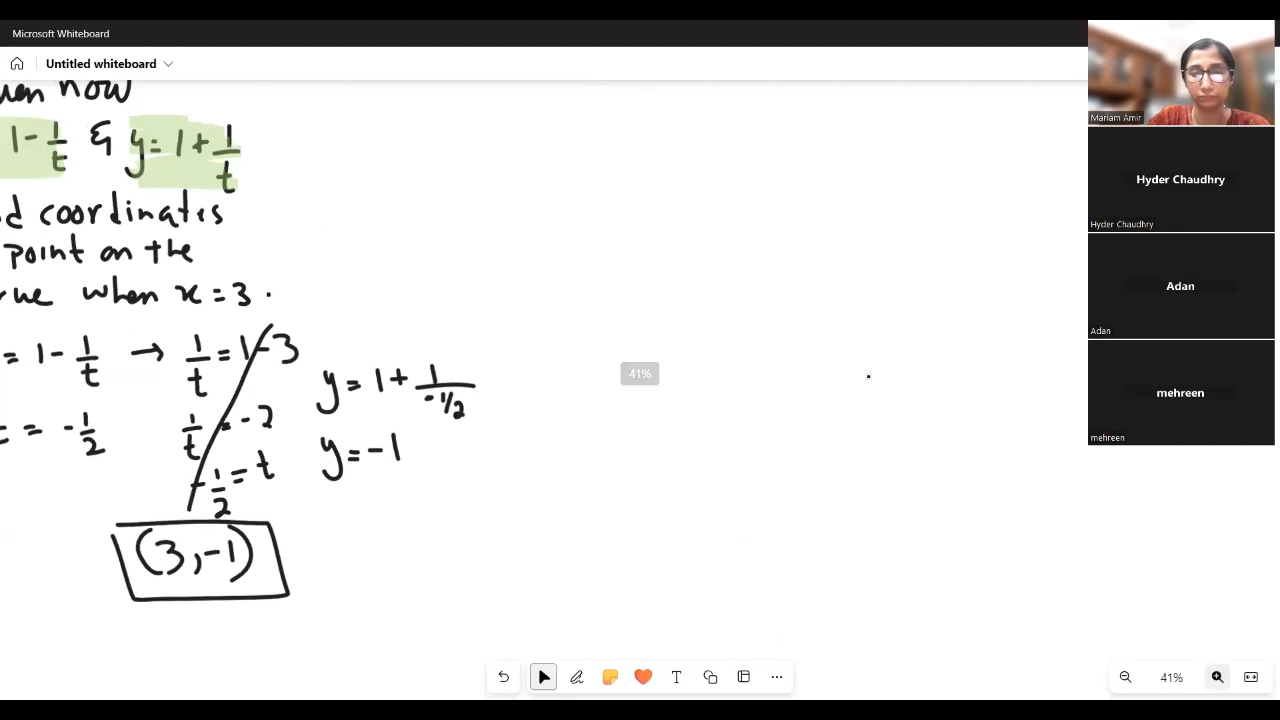 Microsoft Whiteboard
Untitled whiteboard
now
1 - 1/t & y = 1 + 1/t
coordinates
point on the
when x = 3 .
= 1 - 1/t → 1/t = 1 - 3
= -1/2
1/t = -2
-1/2 = t
y = 1 + 1/(-1/2)
y = -1
(3, -1)
41%
Mariam Amir
Hyder Chaudhry
Hyder Chaudhry
Adan
Adan
mehreen
mehreen
T
41%